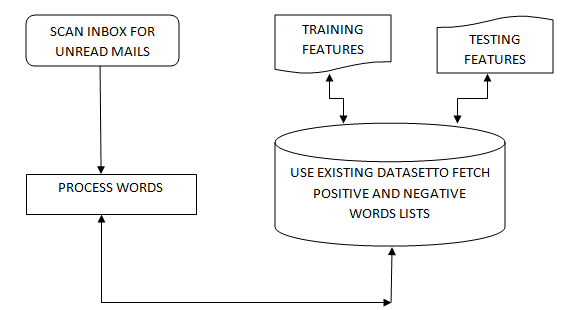 SCAN INBOX FOR
UNREAD MAILS
TRAINING
FEATURES
TESTING
FEATURES
PROCESS WORDS
USE EXISTING DATASETTO FETCH
POSITIVE AND NEGATIVE
WORDS LISTS